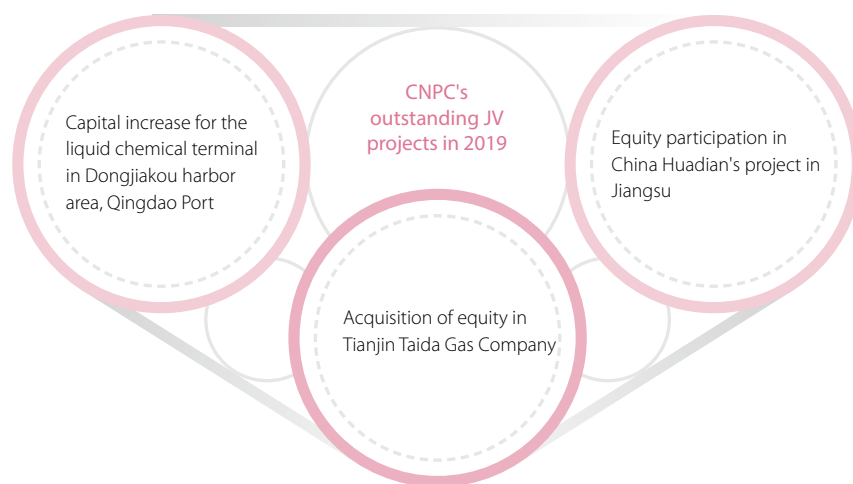 CNPC's
outstanding JV
projects in 2019
Capital increase for the
liquid chemical terminal
in Dongjiakou harbor
area, Qingdao Port
Equity participation in
China Huadian's project in
Jiangsu
Acquisition of equity in
Tianjin Taida Gas Company